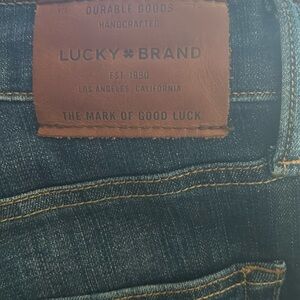 DURABLE GOODS
HANDCRAFTED
LUCKY BRAND
EST. 1990
LOS ANGELES, CALIFORNIA
THE MARK OF GOOD LUCK